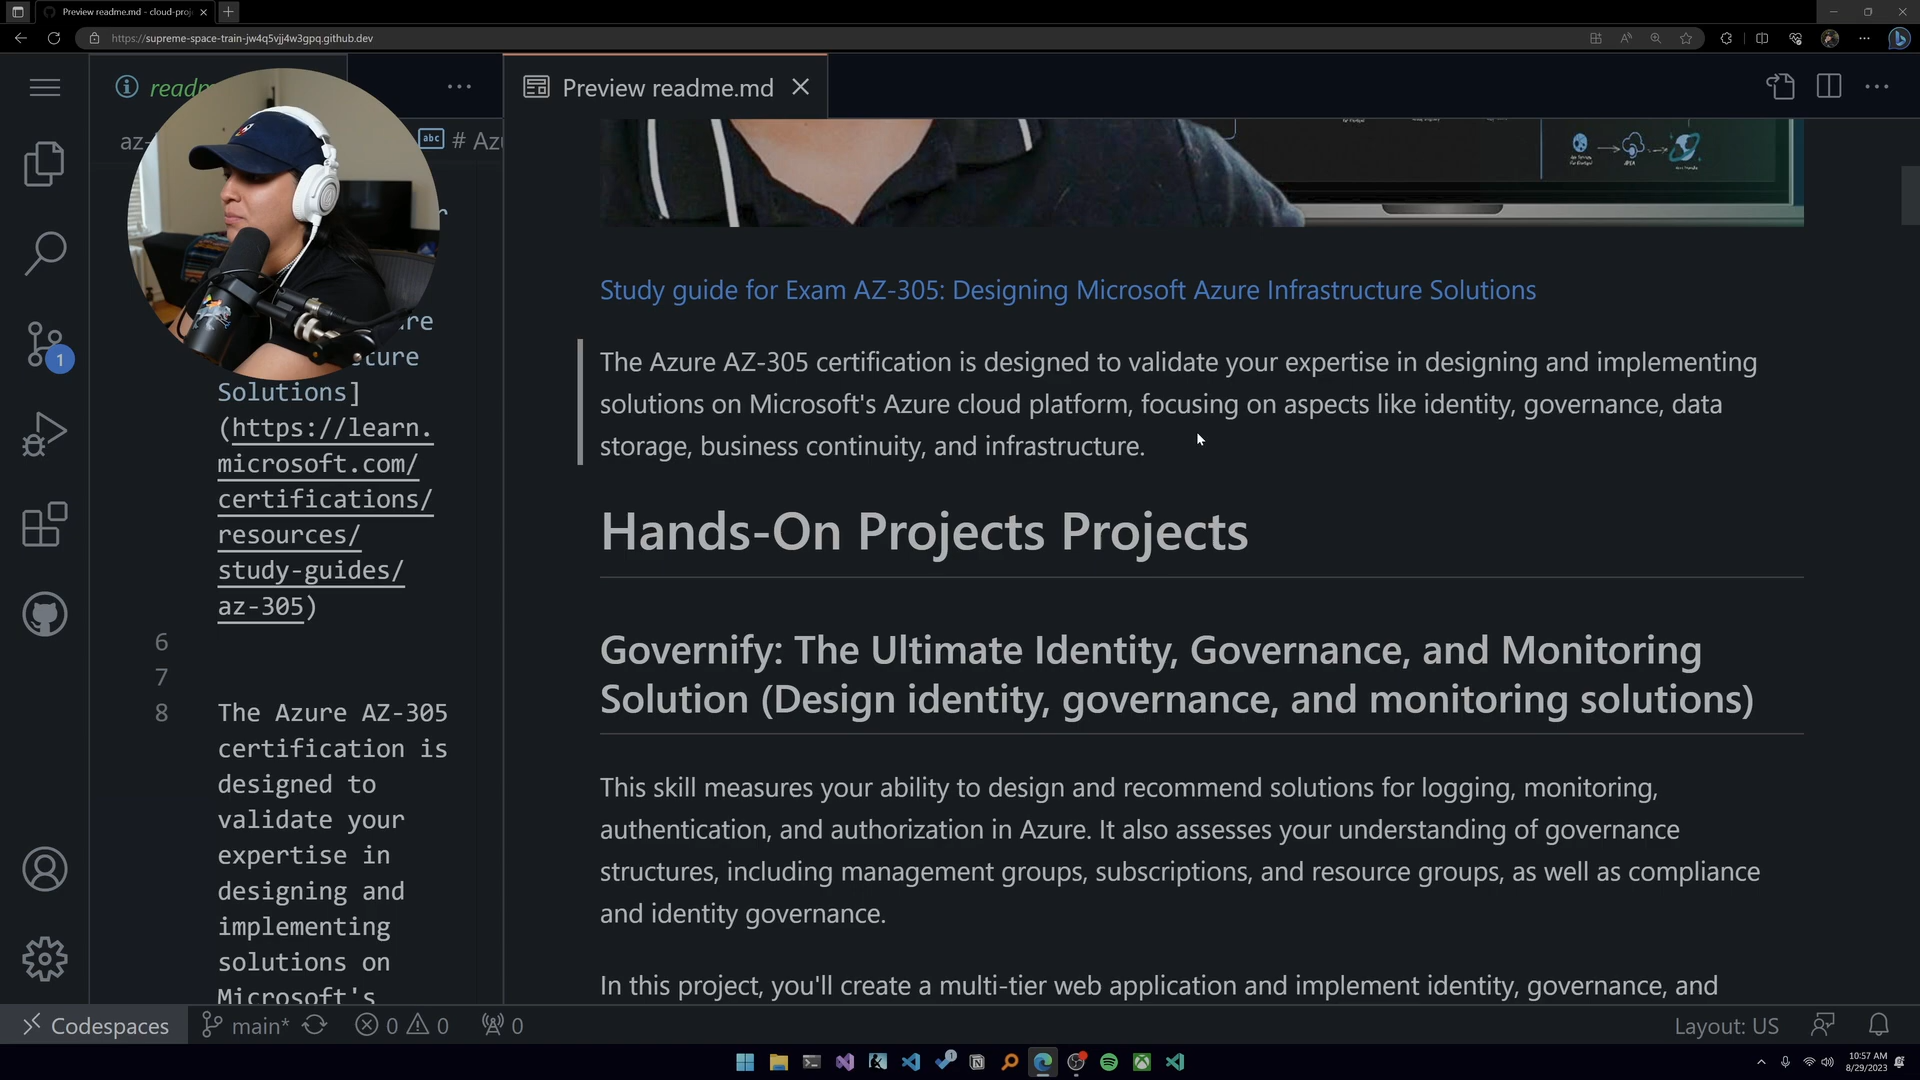 Preview readme.md - cloud-proj
https://supreme-space-train-jw4q5vjj4w3gpq.github.dev
readm
Preview readme.md
az-
abc # Azu
r
re
ture
Solutions]
(https://learn.
microsoft.com/
certifications/
resources/
study-guides/
az-305)
6
7
8
The Azure AZ-305
certification is
designed to
validate your
expertise in
designing and
implementing
solutions on
Microsoft's
Study guide for Exam AZ-305: Designing Microsoft Azure Infrastructure Solutions
The Azure AZ-305 certification is designed to validate your expertise in designing and implementing
solutions on Microsoft's Azure cloud platform, focusing on aspects like identity, governance, data
storage, business continuity, and infrastructure.
Hands-On Projects Projects
Governify: The Ultimate Identity, Governance, and Monitoring
Solution (Design identity, governance, and monitoring solutions)
This skill measures your ability to design and recommend solutions for logging, monitoring,
authentication, and authorization in Azure. It also assesses your understanding of governance
structures, including management groups, subscriptions, and resource groups, as well as compliance
and identity governance.
In this project, you'll create a multi-tier web application and implement identity, governance, and
1
Codespaces main* 0 0 0
Layout: US
10:57 AM
8/29/2023